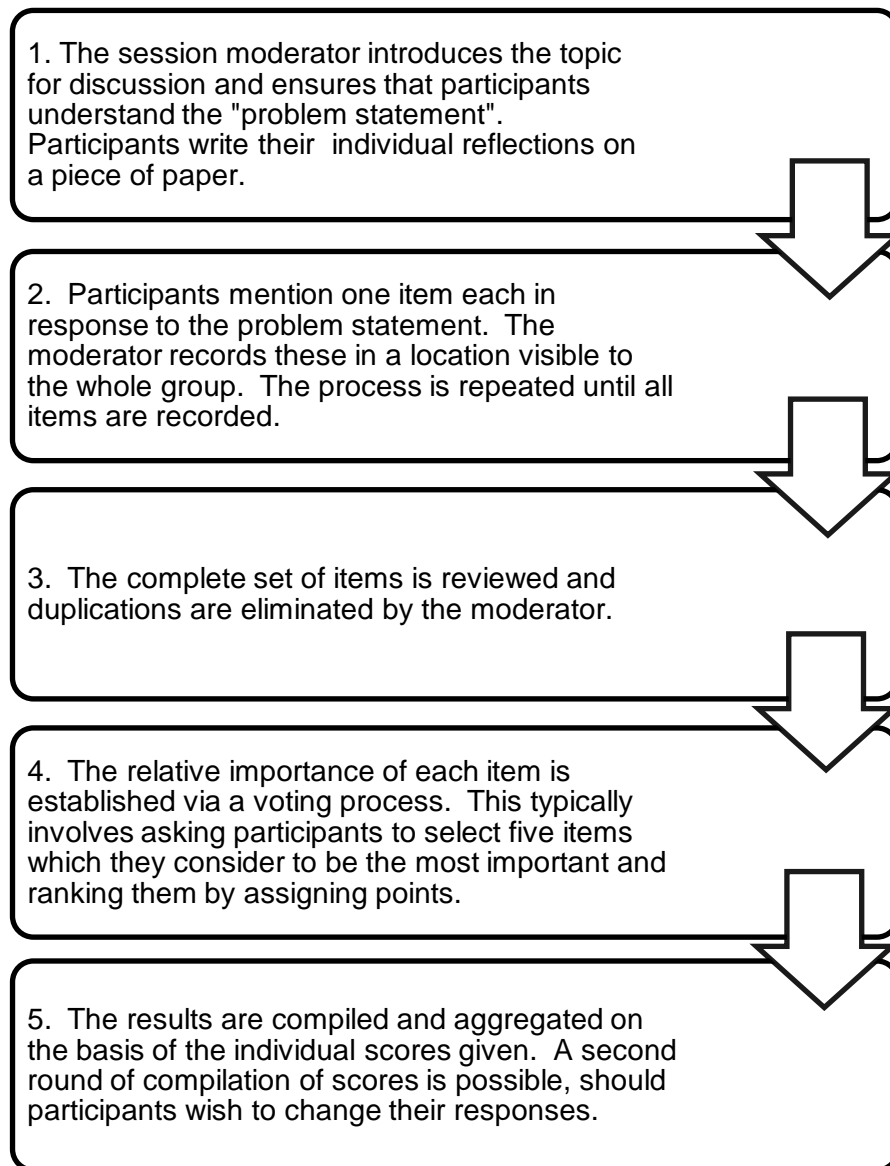 1. The session moderator introduces the topic
for discussion and ensures that participants
understand the "problem statement".
Participants write their  individual reflections on
a piece of paper.
2.  Participants mention one item each in
response to the problem statement.  The
moderator records these in a location visible to
the whole group.  The process is repeated until all
items are recorded.
3.  The complete set of items is reviewed and
duplications are eliminated by the moderator.
4.  The relative importance of each item is
established via a voting process.  This typically
involves asking participants to select five items
which they consider to be the most important and
ranking them by assigning points.
5.  The results are compiled and aggregated on
the basis of the individual scores given.  A second
round of compilation of scores is possible, should
participants wish to change their responses.